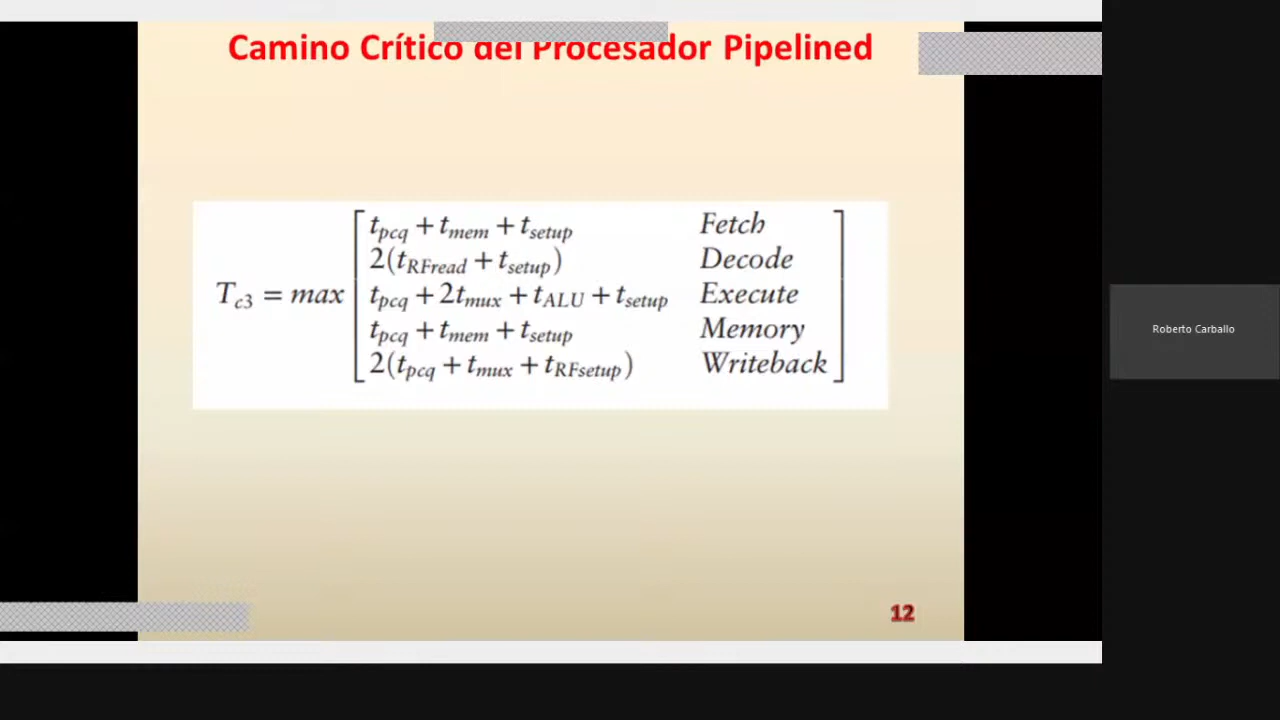 Camino Crítico del Procesador Pipelined
t_pcq + t_mem + t_setup Fetch
2(t_RFread + t_setup) Decode
T_c3 = max t_pcq + 2t_mux + t_ALU + t_setup Execute
t_pcq + t_mem + t_setup Memory
2(t_pcq + t_mux + t_RFsetup) Writeback
Roberto Carballo
12